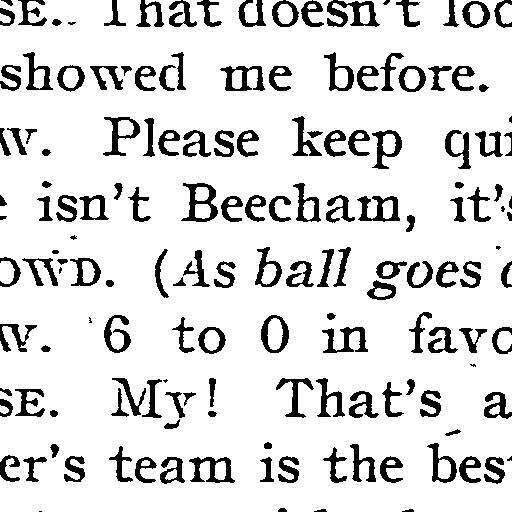 SE. That doesn't loo
showed me before.
w. Please keep qui
e isn't Beecham, it's
OWD. (As ball goes
w. 6 to 0 in favo
SE. My! That's a
er's team is the best